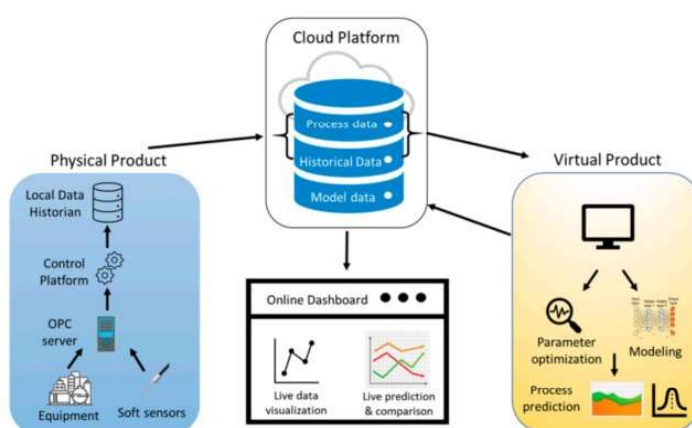 Cloud Platform
Process data
Historical Data
Model data
Physical Product
Local Data
Historian
Control
Platform
OPC
server
Equipment
Soft sensors
Online Dashboard
Live data
visualization
Live prediction
& comparison
Virtual Product
Parameter
optimization
Modeling
Process
prediction